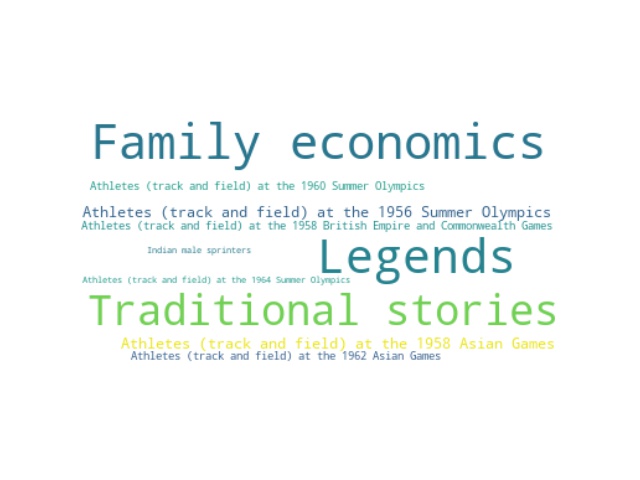 Family economics
Athletes (track and field) at the 1960 Summer Olympics
Athletes (track and field) at the 1956 Summer Olympics
Athletes (track and field) at the 1958 British Empire and Commonwealth Games
Indian male sprinters
Legends
Athletes (track and field) at the 1964 Summer Olympics
Traditional stories
Athletes (track and field) at the 1958 Asian Games
Athletes (track and field) at the 1962 Asian Games